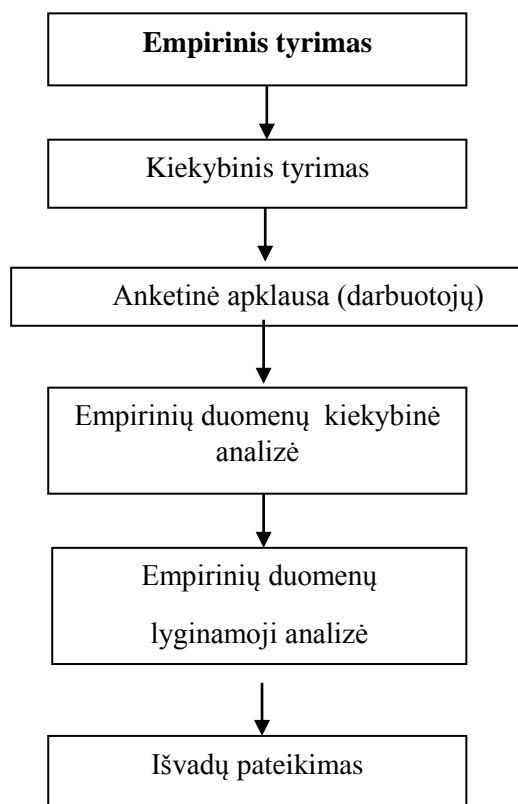 Empirinis tyrimas
Kiekybinis tyrimas
Anketinė apklausa (darbuotojų)
Empirinių duomenų kiekybinė
analizė
Empirinių duomenų
lyginamoji analizė
Išvadų pateikimas